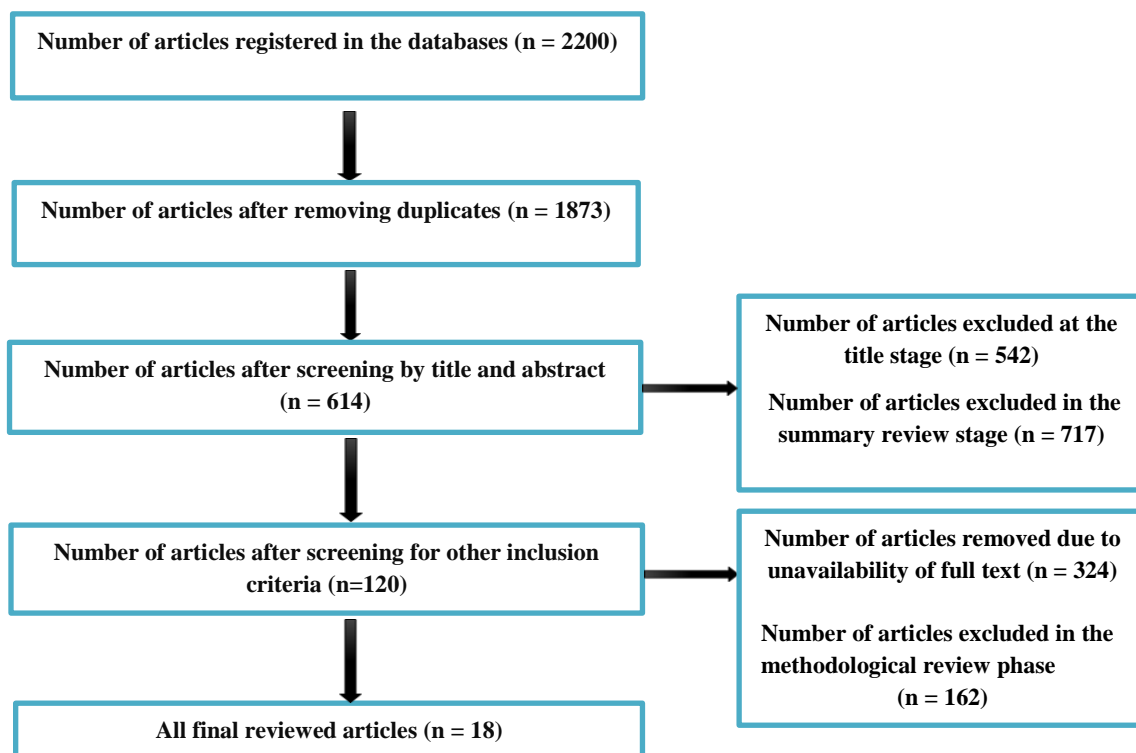 Number of articles registered in the databases (n = 2200)
Number of articles after removing duplicates (n = 1873)
Number of articles after screening by title and abstract
(n = 614)
Number of articles excluded at the
title stage (n = 542)
Number of articles excluded in the
summary review stage (n = 717)
Number of articles after screening for other inclusion
criteria (n=120)
Number of articles removed due to
unavailability of full text (n = 324)
Number of articles excluded in the
methodological review phase
(n = 162)
All final reviewed articles (n = 18)